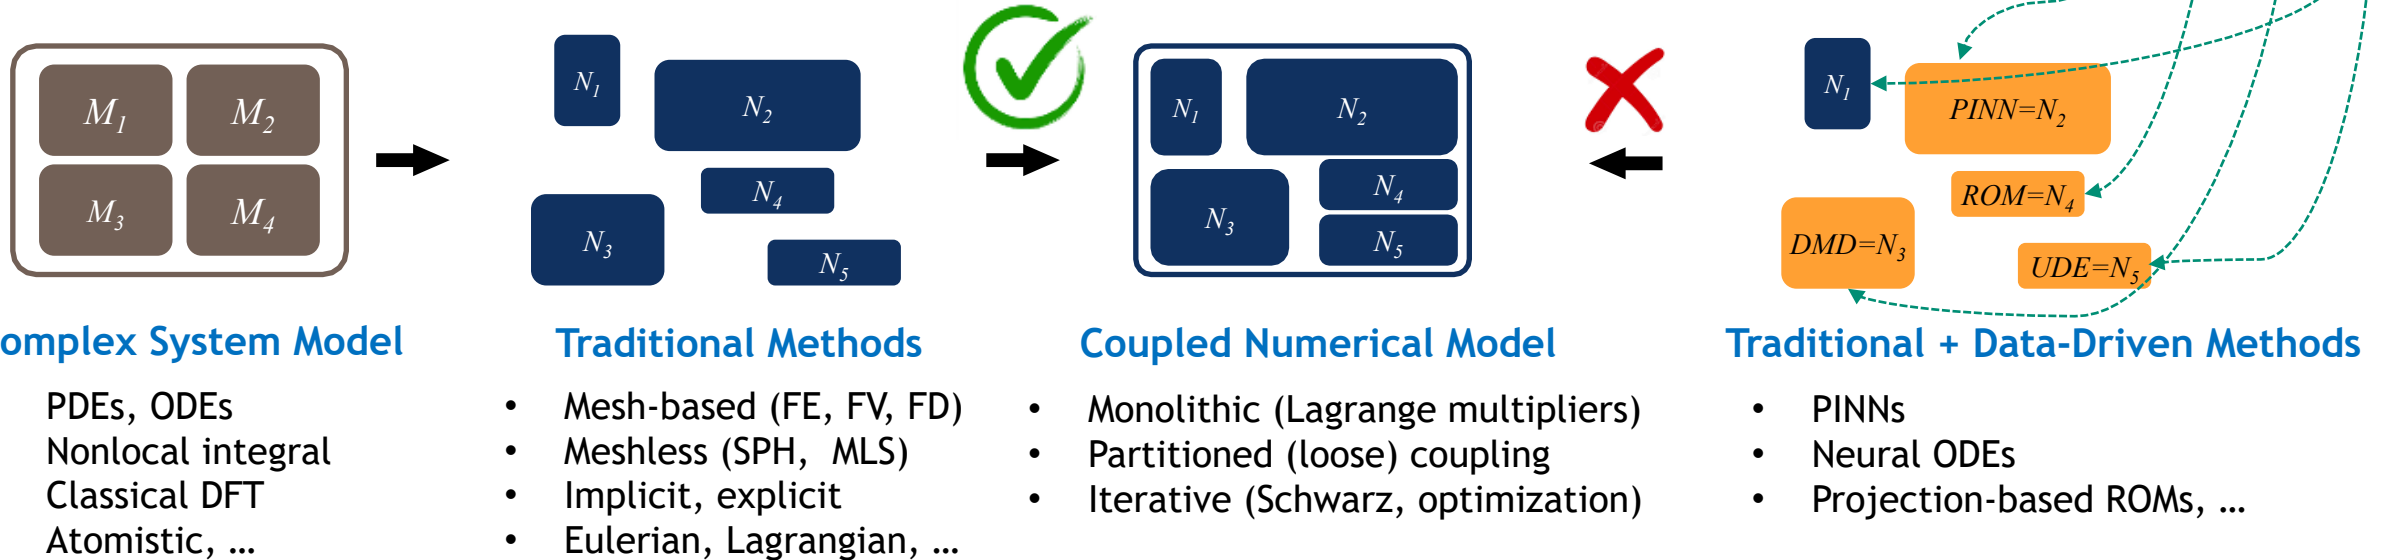 M1 M2
M3 M4
omplex System Model
PDEs, ODEs
Nonlocal integral
Classical DFT
Atomistic, …
N1
N2
N4
N3
N5
Traditional Methods
• Mesh-based (FE, FV, FD)
• Meshless (SPH, MLS)
• Implicit, explicit
• Eulerian, Lagrangian, …
N1 N2
N4
N3
N5
Coupled Numerical Model
• Monolithic (Lagrange multipliers)
• Partitioned (loose) coupling
• Iterative (Schwarz, optimization)
N1
PINN=N2
ROM=N4
DMD=N3
UDE=N5
Traditional + Data-Driven Methods
• PINNs
• Neural ODEs
• Projection-based ROMs, …